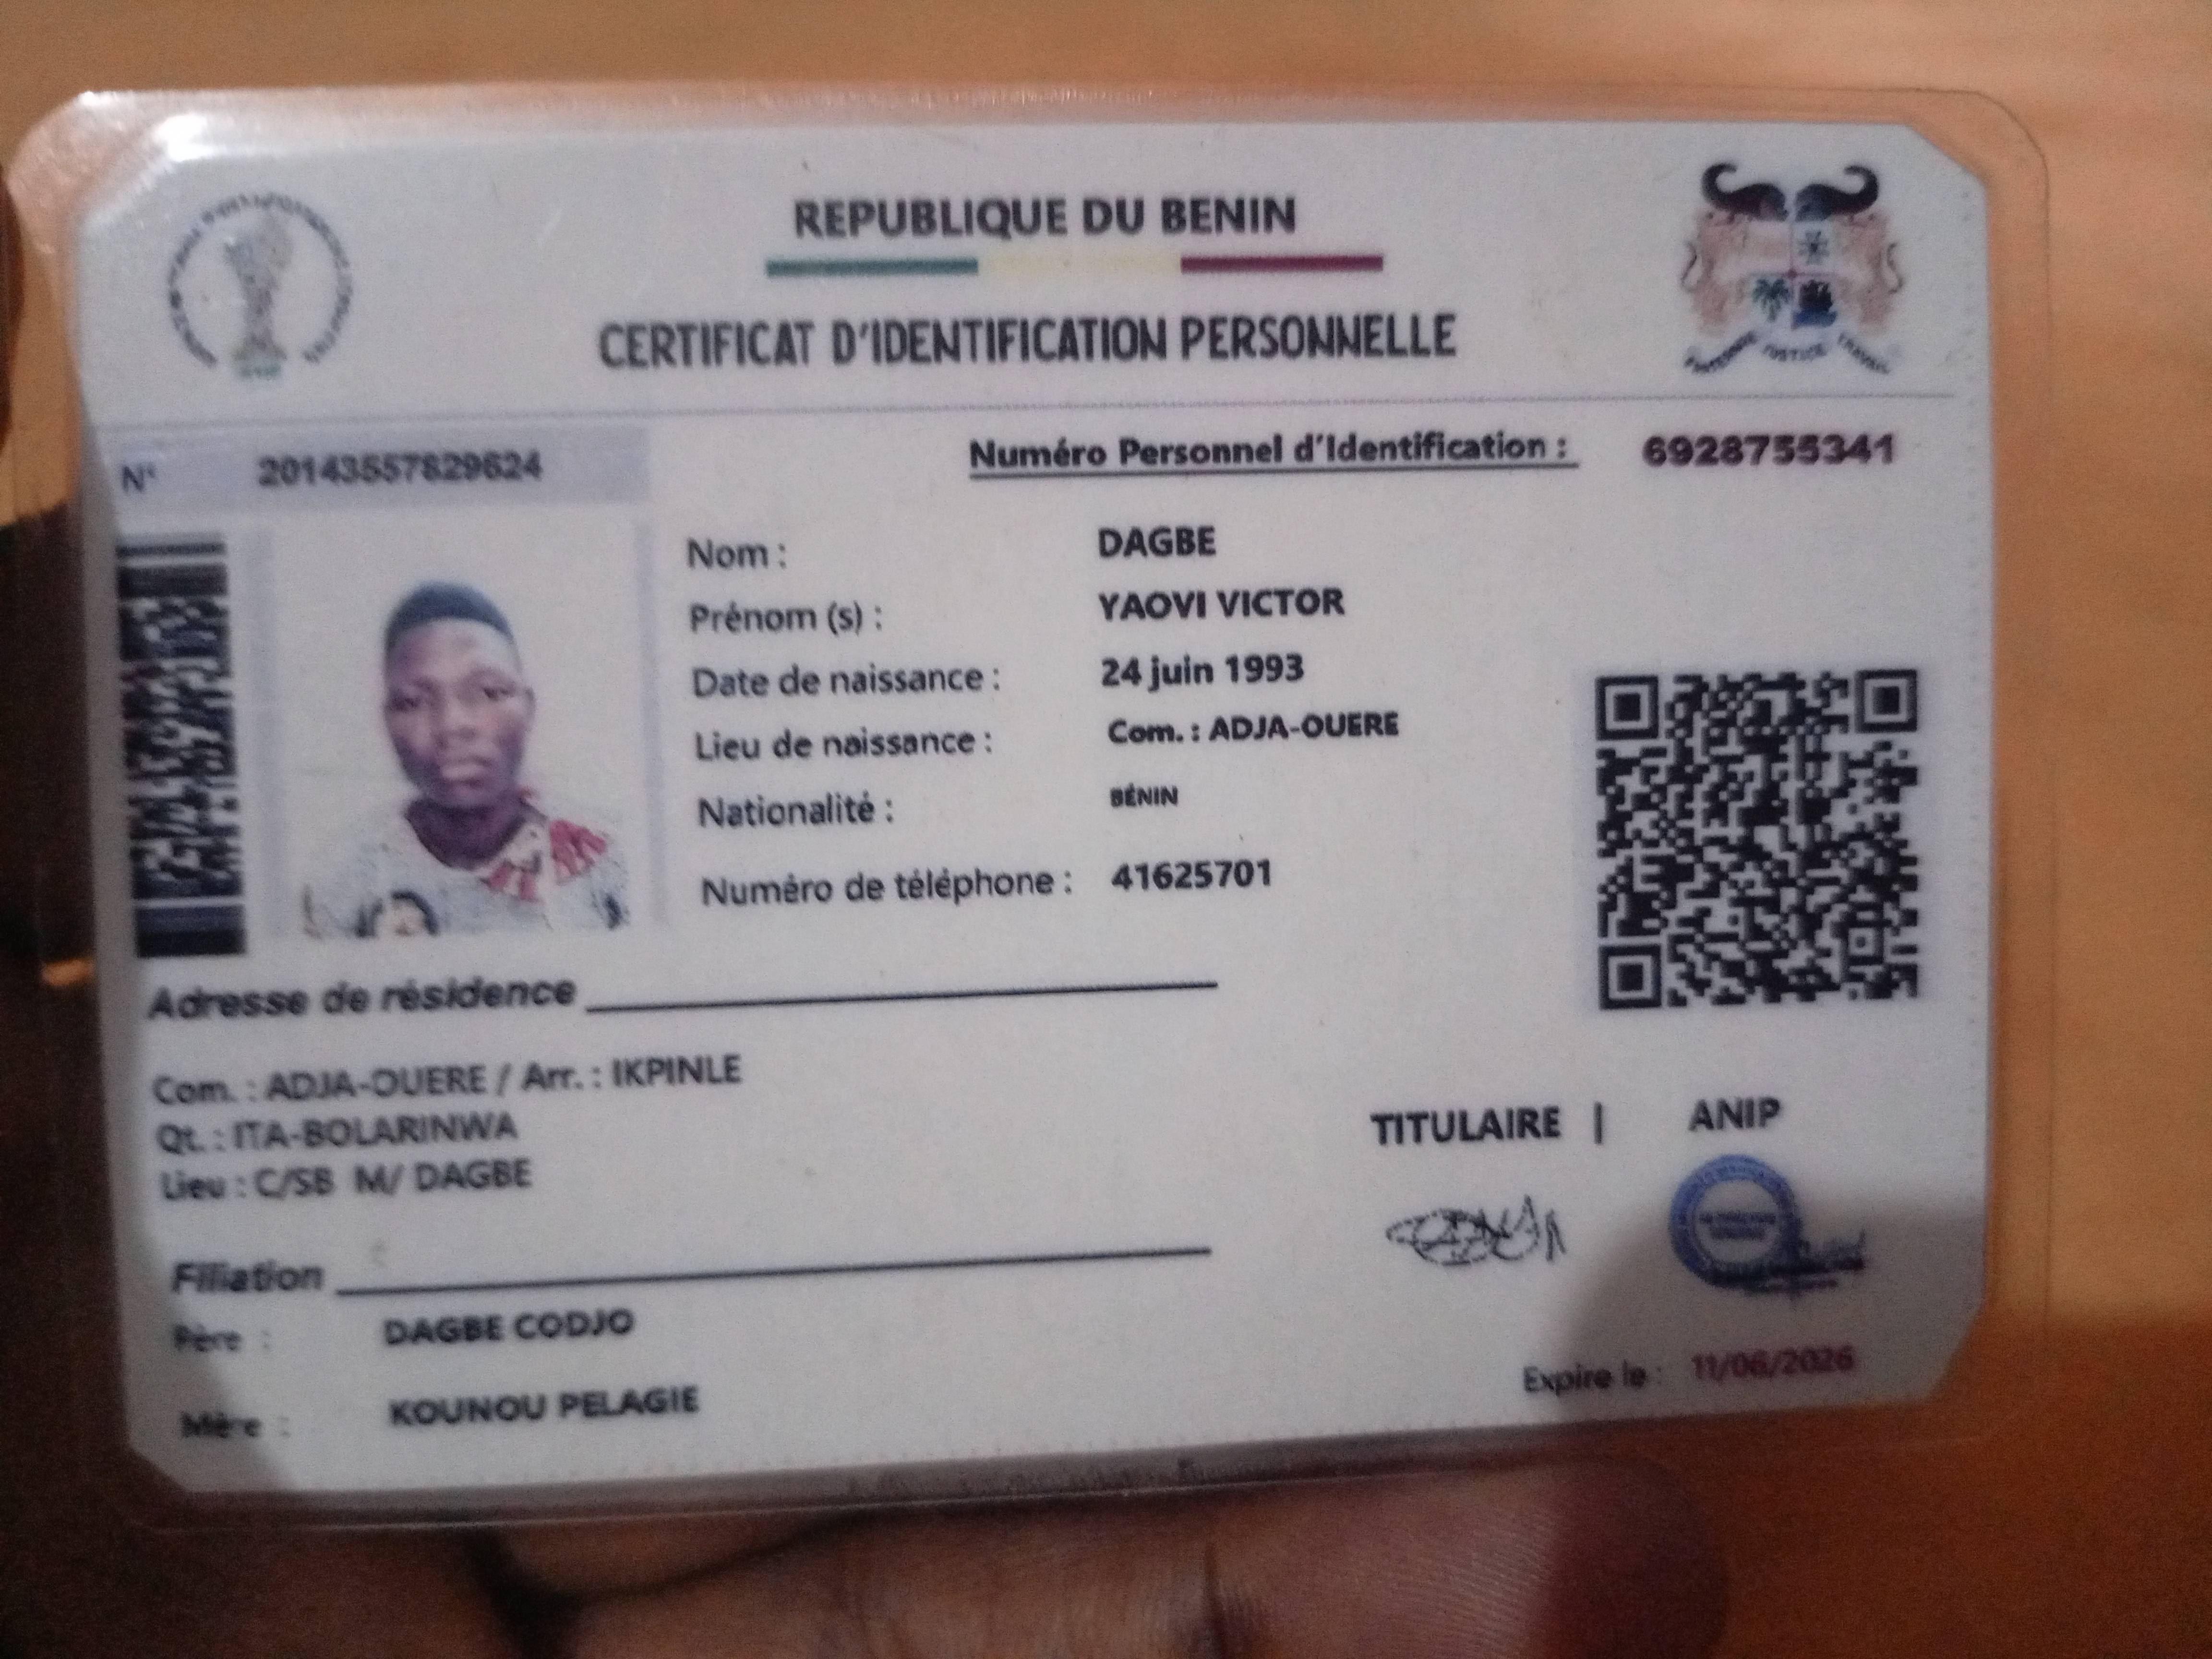 REPUBLIQUE DU BENIN
CERTIFICAT D'IDENTIFICATION PERSONNELLE
FRATERNITE JUSTICE TRAVAIL
N° 20143557829624
Numéro Personnel d'Identification : 6928755341
Nom : DAGBE
Prénom (s) : YAOVI VICTOR
Date de naissance : 24 juin 1993
Lieu de naissance : Com. : ADJA-OUERE
Nationalité : BÉNIN
Numéro de téléphone : 41625701
Adresse de résidence
Com. : ADJA-OUERE / Arr. : IKPINLE
Qt. : ITA-BOLARINWA
Lieu : C/SB M/ DAGBE
TITULAIRE | ANIP
Filiation
Père : DAGBE CODJO
Mère : KOUNOU PELAGIE
Expire le : 11/06/2026